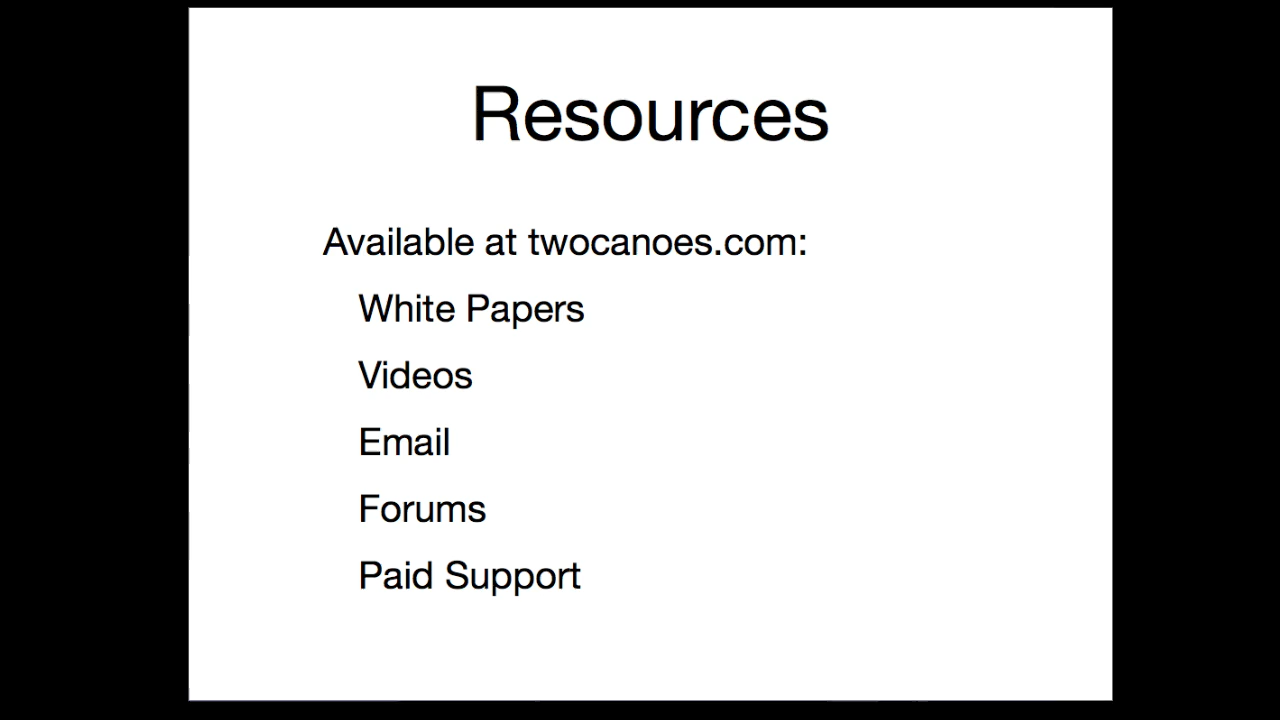 Resources
Available at twocanoes.com:
White Papers
Videos
Email
Forums
Paid Support